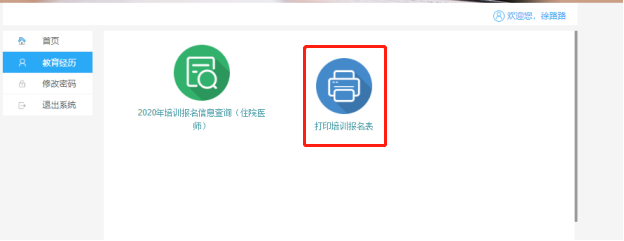 欢迎您，徐路路
首页
教育经历
修改密码
退出系统
2020年培训报名信息查询（住院医
师）
打印培训报名表